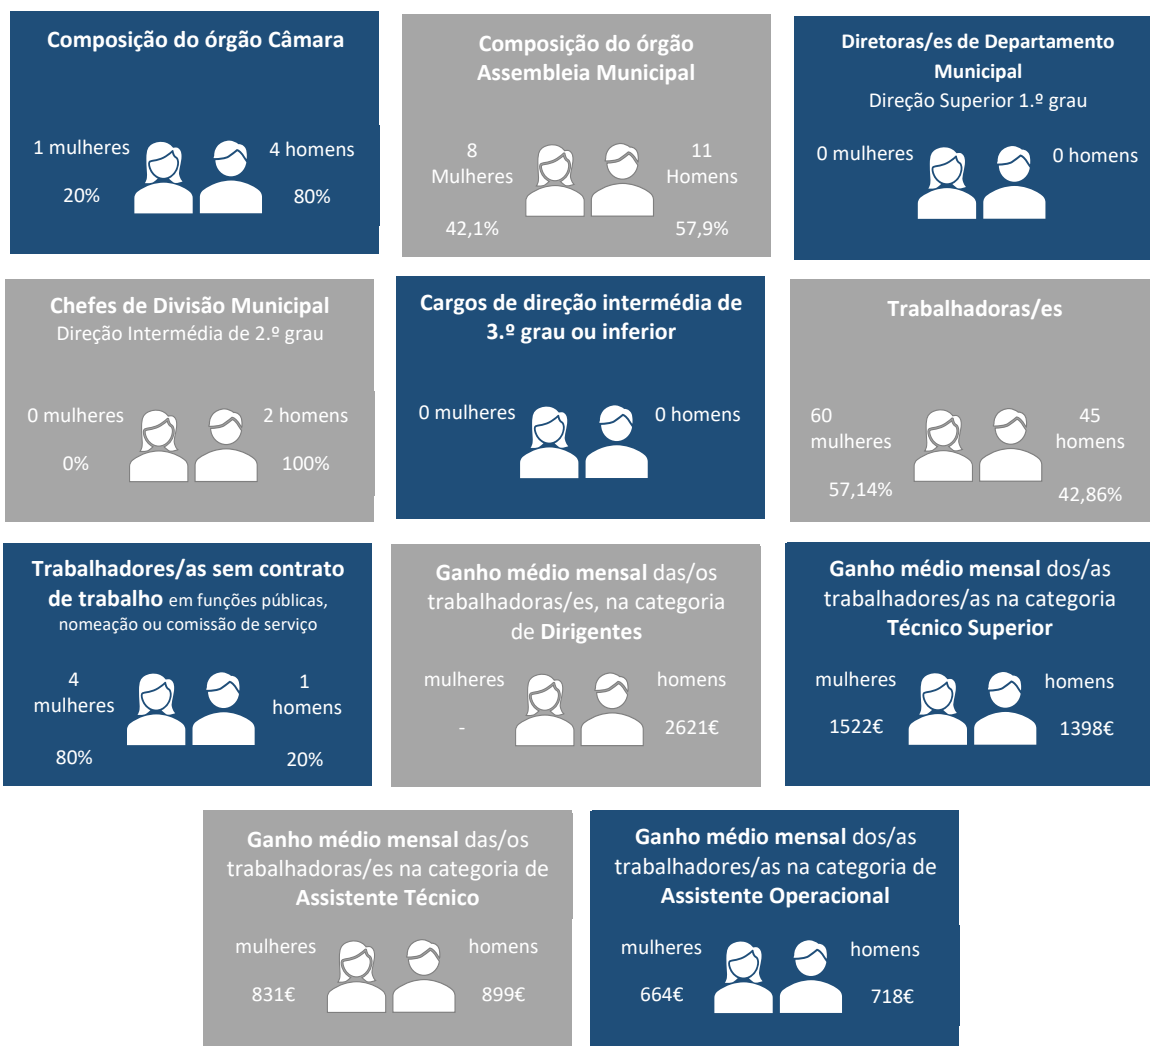 Composição do órgão Câmara
1 mulheres
4 homens
20%
80%
Composição do órgão
Assembleia Municipal
8
Mulheres
11
Homens
42,1%
57,9%
Diretoras/es de Departamento
Municipal
Direção Superior 1.º grau
0 mulheres
0 homens
Chefes de Divisão Municipal
Direção Intermédia de 2.º grau
0 mulheres
2 homens
0%
100%
Cargos de direção intermédia de
3.º grau ou inferior
0 mulheres
0 homens
Trabalhadoras/es
60
mulheres
45
homens
57,14%
42,86%
Trabalhadores/as sem contrato
de trabalho em funções públicas,
nomeação ou comissão de serviço
4
mulheres
1
homens
80%
20%
Ganho médio mensal das/os
trabalhadoras/es, na categoria
de Dirigentes
mulheres
homens
-
2621€
Ganho médio mensal dos/as
trabalhadores/as na categoria
Técnico Superior
mulheres
homens
1522€
1398€
Ganho médio mensal das/os
trabalhadoras/es na categoria de
Assistente Técnico
mulheres
homens
831€
899€
Ganho médio mensal dos/as
trabalhadores/as na categoria de
Assistente Operacional
mulheres
homens
664€
718€